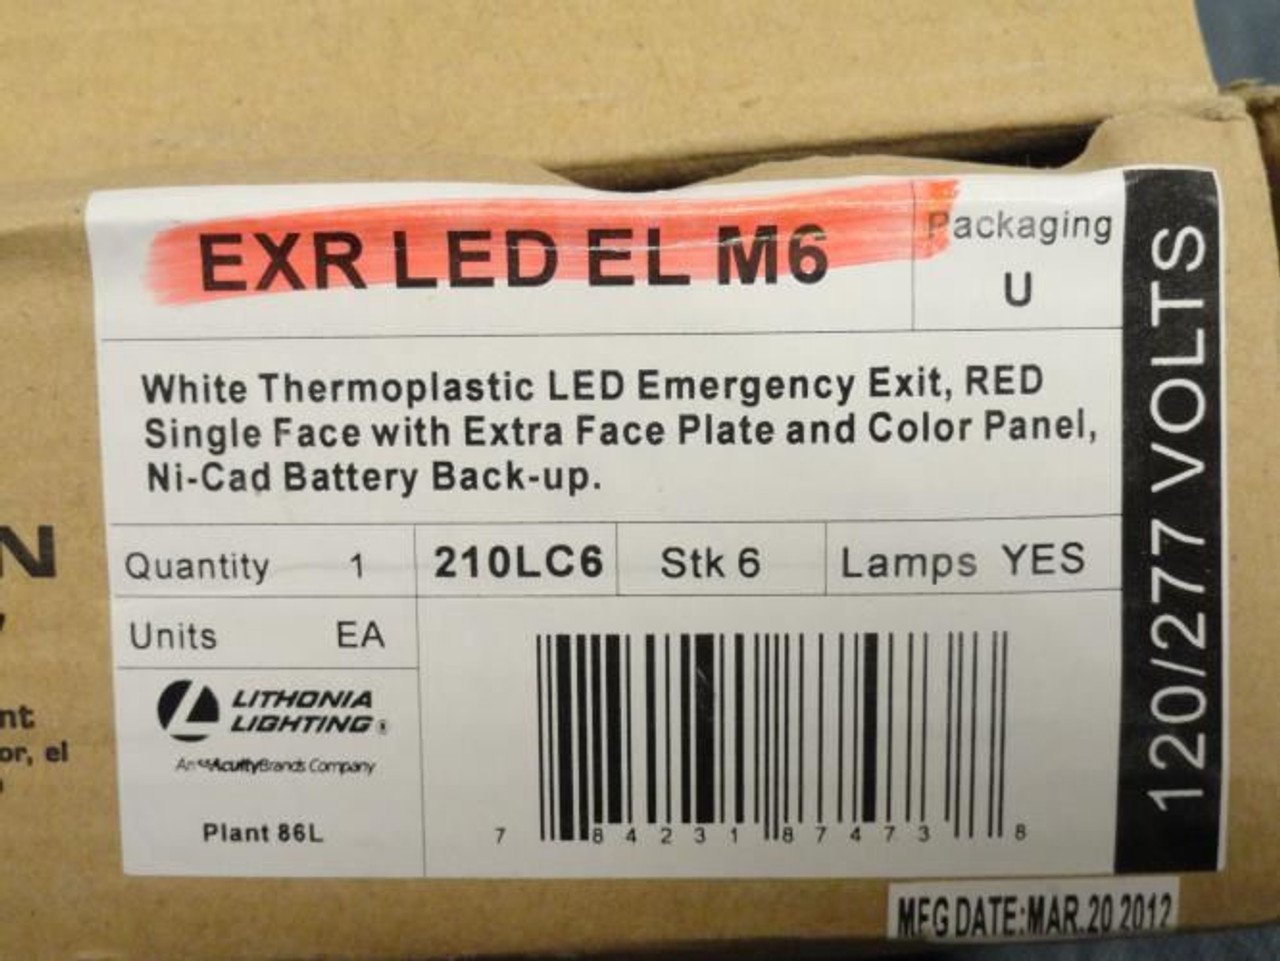 EXR LED EL M6
Packaging
U
White Thermoplastic LED Emergency Exit, RED
Single Face with Extra Face Plate and Color Panel,
Ni-Cad Battery Back-up.
Quantity 1
210LC6
Stk 6
Lamps YES
Units EA
LITHONIA
LIGHTING®
An Acuity Brands Company
Plant 86L
7 84231 87473 8
120/277 VOLTS
MFG DATE:MAR.20 2012
N
nt
or, el